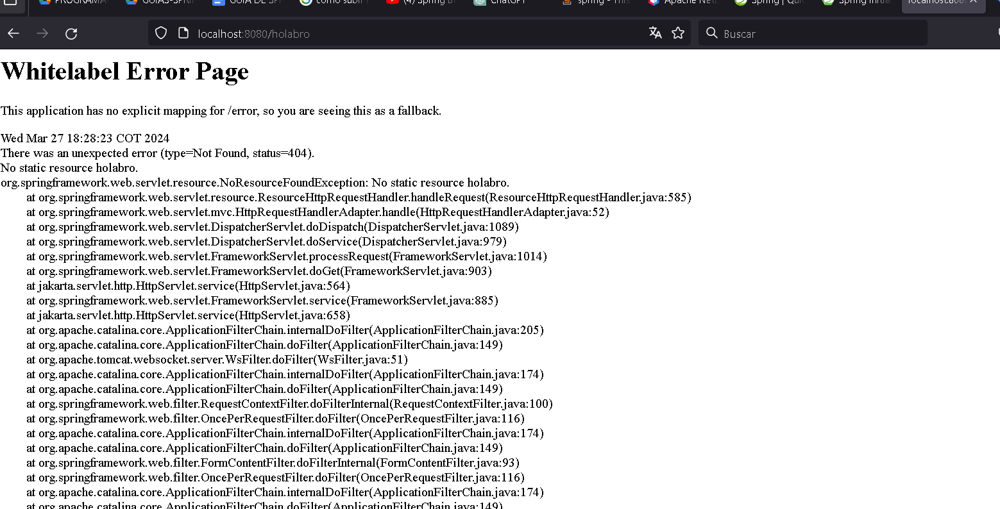 PROGRAMA
GUIAS-SPRI
GUIA DE SPR
como subir
(4) Spring B
ChatGPT
spring - This
Apache Net
Spring | Qui
Spring Initia
localhost:8080/
localhost:8080/holabro
Buscar
Whitelabel Error Page
This application has no explicit mapping for /error, so you are seeing this as a fallback.
Wed Mar 27 18:28:23 COT 2024
There was an unexpected error (type=Not Found, status=404).
No static resource holabro.
org.springframework.web.servlet.resource.NoResourceFoundException: No static resource holabro.
at org.springframework.web.servlet.resource.ResourceHttpRequestHandler.handleRequest(ResourceHttpRequestHandler.java:585)
at org.springframework.web.servlet.mvc.HttpRequestHandlerAdapter.handle(HttpRequestHandlerAdapter.java:52)
at org.springframework.web.servlet.DispatcherServlet.doDispatch(DispatcherServlet.java:1089)
at org.springframework.web.servlet.DispatcherServlet.doService(DispatcherServlet.java:979)
at org.springframework.web.servlet.FrameworkServlet.processRequest(FrameworkServlet.java:1014)
at org.springframework.web.servlet.FrameworkServlet.doGet(FrameworkServlet.java:903)
at jakarta.servlet.http.HttpServlet.service(HttpServlet.java:564)
at org.springframework.web.servlet.FrameworkServlet.service(FrameworkServlet.java:885)
at jakarta.servlet.http.HttpServlet.service(HttpServlet.java:658)
at org.apache.catalina.core.ApplicationFilterChain.internalDoFilter(ApplicationFilterChain.java:205)
at org.apache.catalina.core.ApplicationFilterChain.doFilter(ApplicationFilterChain.java:149)
at org.apache.tomcat.websocket.server.WsFilter.doFilter(WsFilter.java:51)
at org.apache.catalina.core.ApplicationFilterChain.internalDoFilter(ApplicationFilterChain.java:174)
at org.apache.catalina.core.ApplicationFilterChain.doFilter(ApplicationFilterChain.java:149)
at org.springframework.web.filter.RequestContextFilter.doFilterInternal(RequestContextFilter.java:100)
at org.springframework.web.filter.OncePerRequestFilter.doFilter(OncePerRequestFilter.java:116)
at org.apache.catalina.core.ApplicationFilterChain.internalDoFilter(ApplicationFilterChain.java:174)
at org.apache.catalina.core.ApplicationFilterChain.doFilter(ApplicationFilterChain.java:149)
at org.springframework.web.filter.FormContentFilter.doFilterInternal(FormContentFilter.java:93)
at org.springframework.web.filter.OncePerRequestFilter.doFilter(OncePerRequestFilter.java:116)
at org.apache.catalina.core.ApplicationFilterChain.internalDoFilter(ApplicationFilterChain.java:174)
at org.apache.catalina.core.ApplicationFilterChain.doFilter(ApplicationFilterChain.java:149)